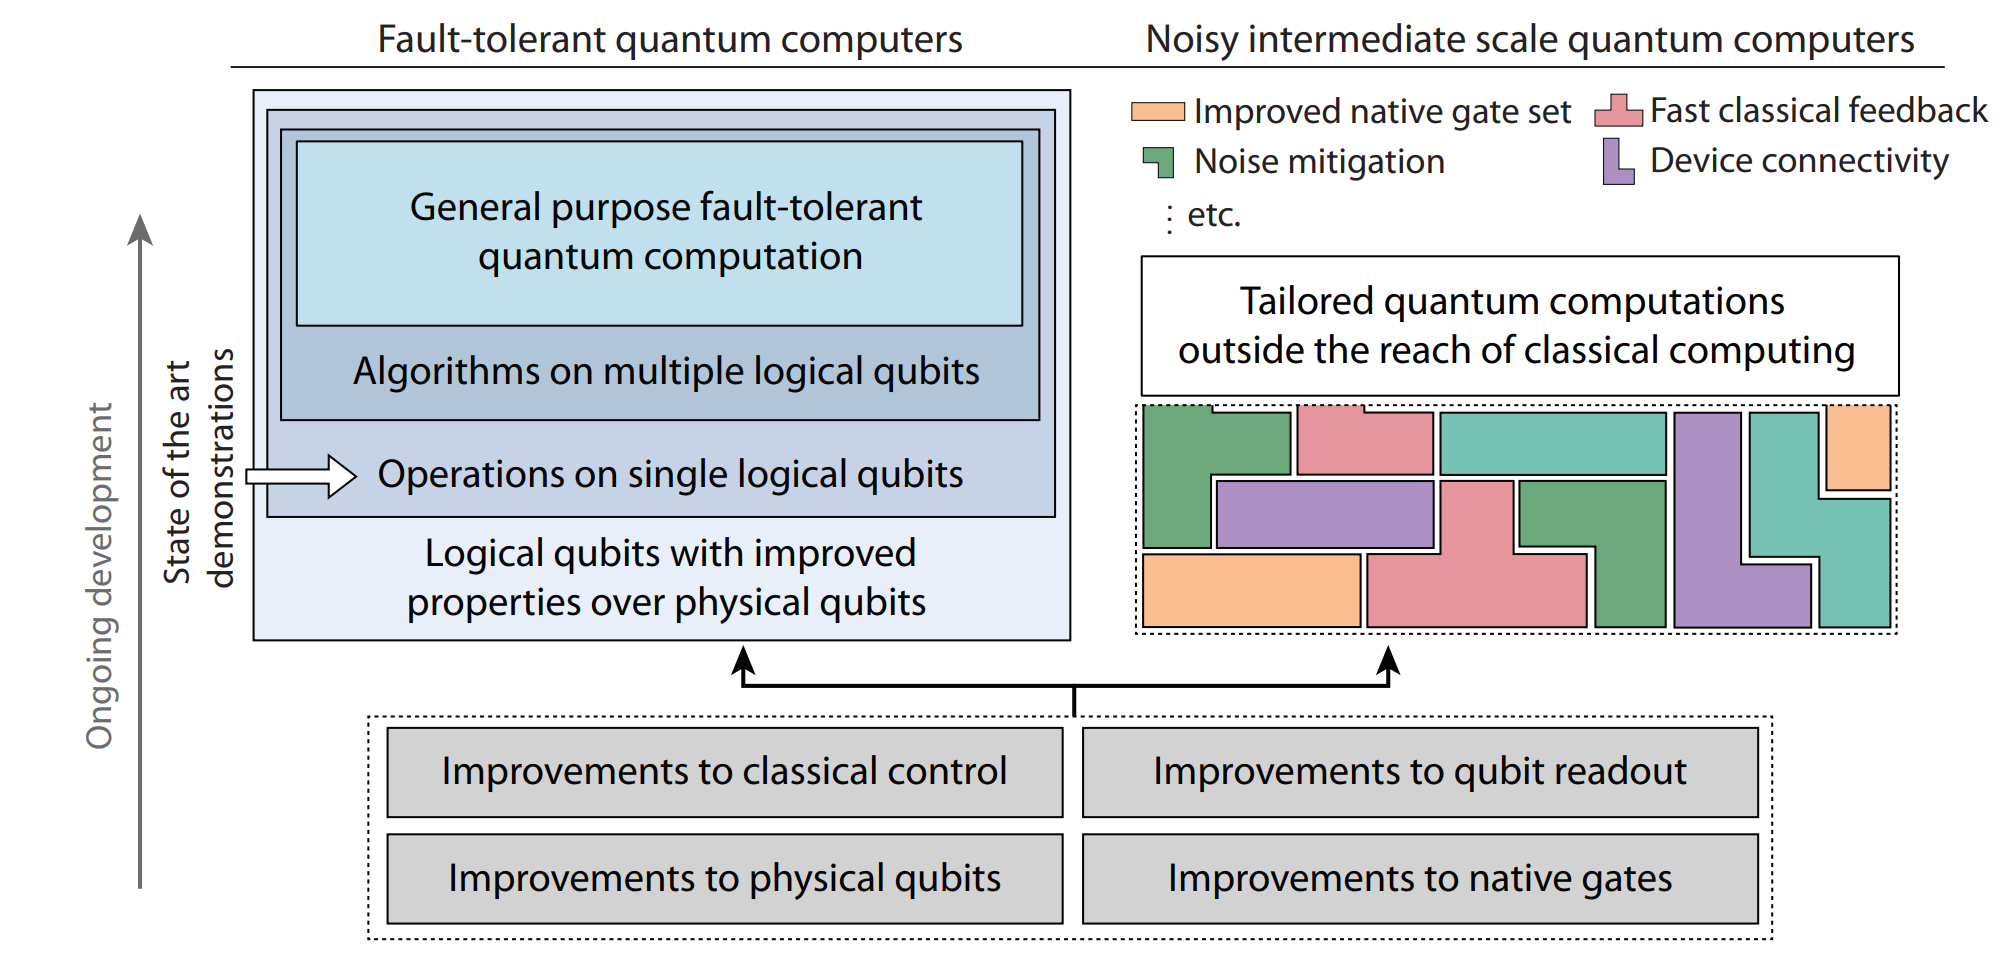 Fault-tolerant quantum computers
Noisy intermediate scale quantum computers
General purpose fault-tolerant
quantum computation
Algorithms on multiple logical qubits
Operations on single logical qubits
Logical qubits with improved
properties over physical qubits
Ongoing development
State of the art
demonstrations
Improved native gate set
Fast classical feedback
Noise mitigation
Device connectivity
⋮ etc.
Tailored quantum computations
outside the reach of classical computing
Improvements to classical control
Improvements to qubit readout
Improvements to physical qubits
Improvements to native gates